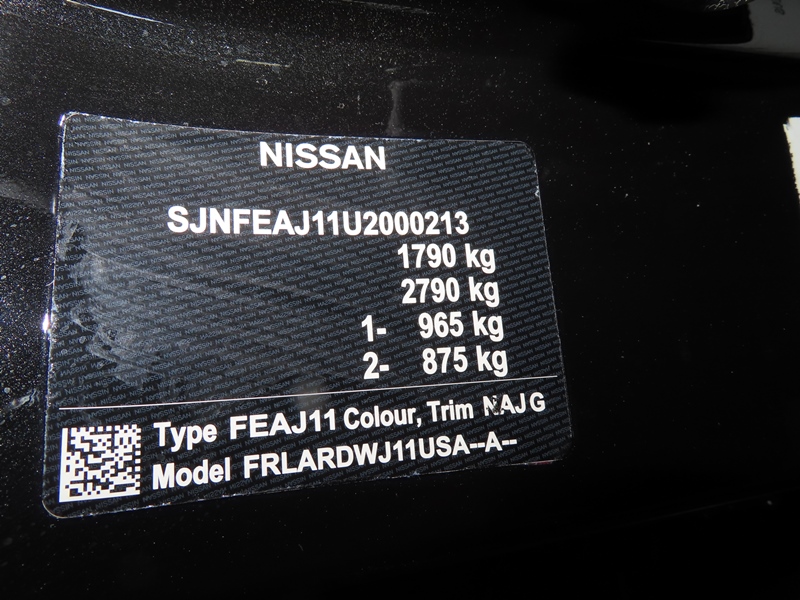 NISSAN
SJNFEAJ11U2000213
1790 kg
2790 kg
1- 965 kg
2- 875 kg
Type FEAJ11 Colour, Trim NAJ G
Model FRLARDWJ11USA--A--